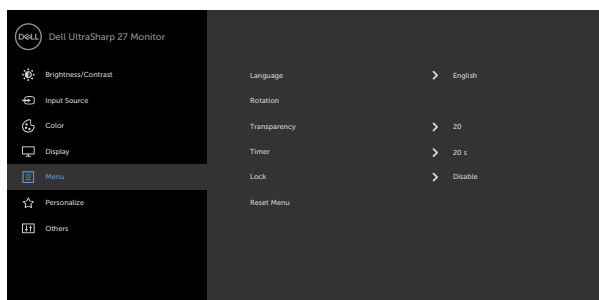 DELL Dell UltraSharp 27 Monitor
Brightness/Contrast
Input Source
Color
Display
Menu
Personalize
Others
Language English
Rotation
Transparency 20
Timer 20 s
Lock Disable
Reset Menu